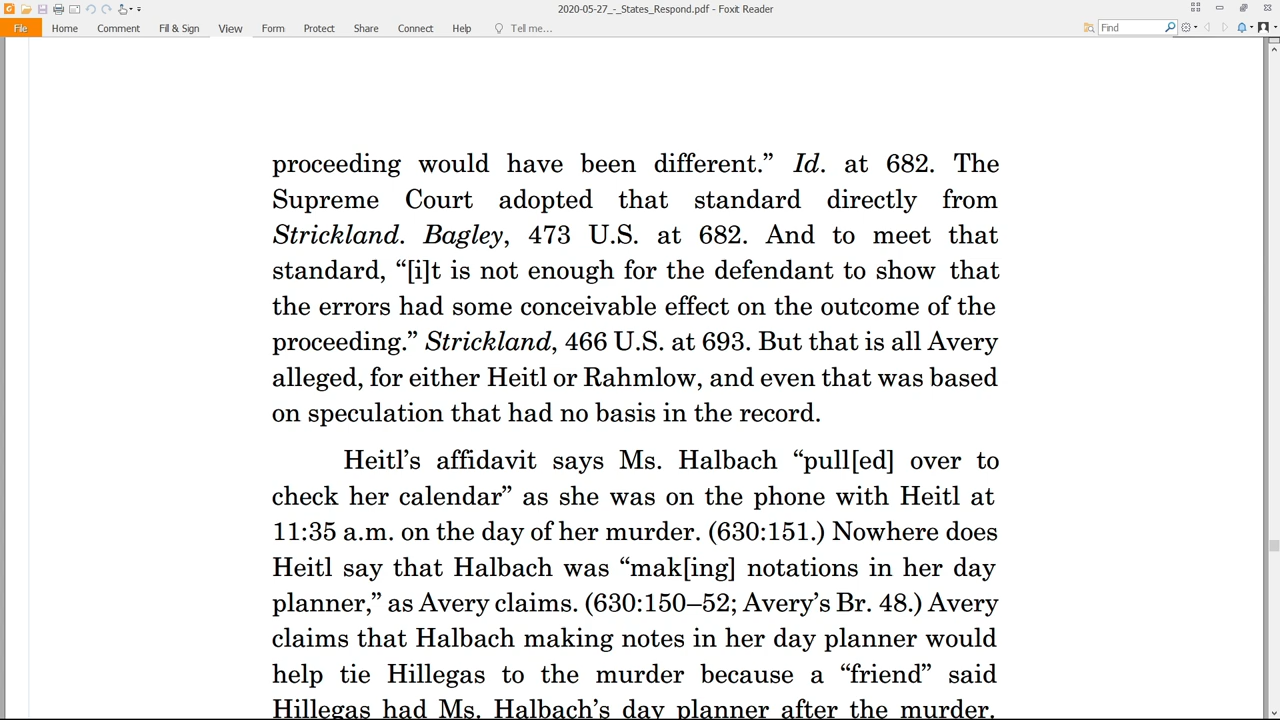 2020-05-27_-_States_Respond.pdf - Foxit Reader
File Home Comment Fill & Sign View Form Protect Share Connect Help Tell me... Find
proceeding would have been different.” Id. at 682. The
Supreme Court adopted that standard directly from
Strickland. Bagley, 473 U.S. at 682. And to meet that
standard, “[i]t is not enough for the defendant to show that
the errors had some conceivable effect on the outcome of the
proceeding.” Strickland, 466 U.S. at 693. But that is all Avery
alleged, for either Heitl or Rahmlow, and even that was based
on speculation that had no basis in the record.
Heitl’s affidavit says Ms. Halbach “pull[ed] over to
check her calendar” as she was on the phone with Heitl at
11:35 a.m. on the day of her murder. (630:151.) Nowhere does
Heitl say that Halbach was “mak[ing] notations in her day
planner,” as Avery claims. (630:150–52; Avery’s Br. 48.) Avery
claims that Halbach making notes in her day planner would
help tie Hillegas to the murder because a “friend” said
Hillegas had Ms. Halbach’s day planner after the murder.